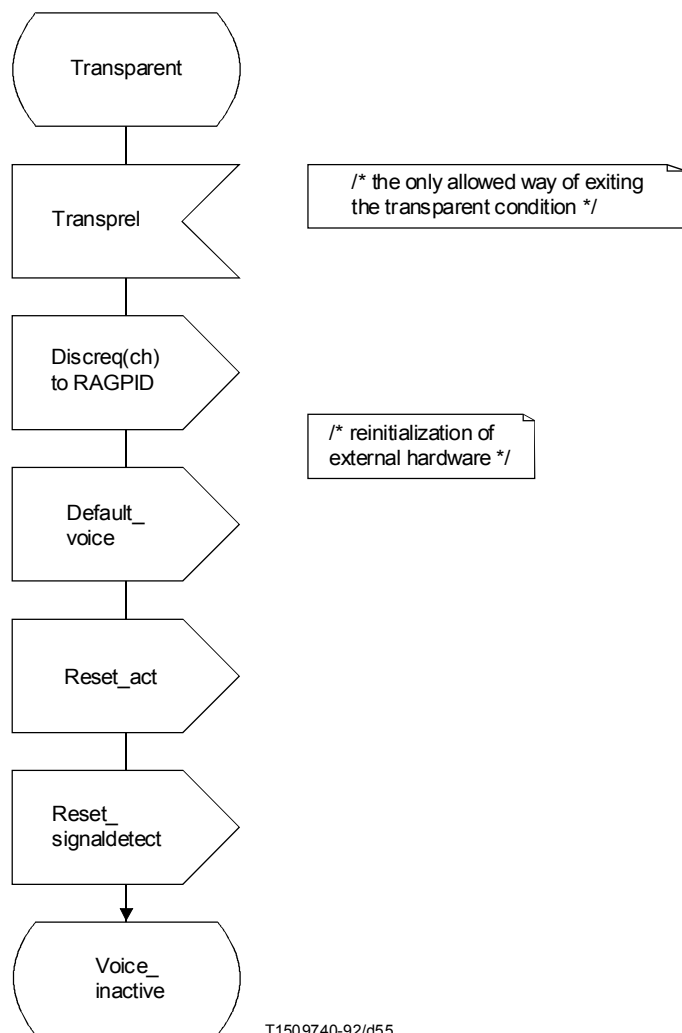 Transparent
Transprel
/* the only allowed way of exiting
the transparent condition */
Discreq(ch)
to RAGPID
/* reinitialization of
external hardware */
Default_
voice
Reset_act
Reset_
signaldetect
Voice_
inactive
T1509740-92/d55